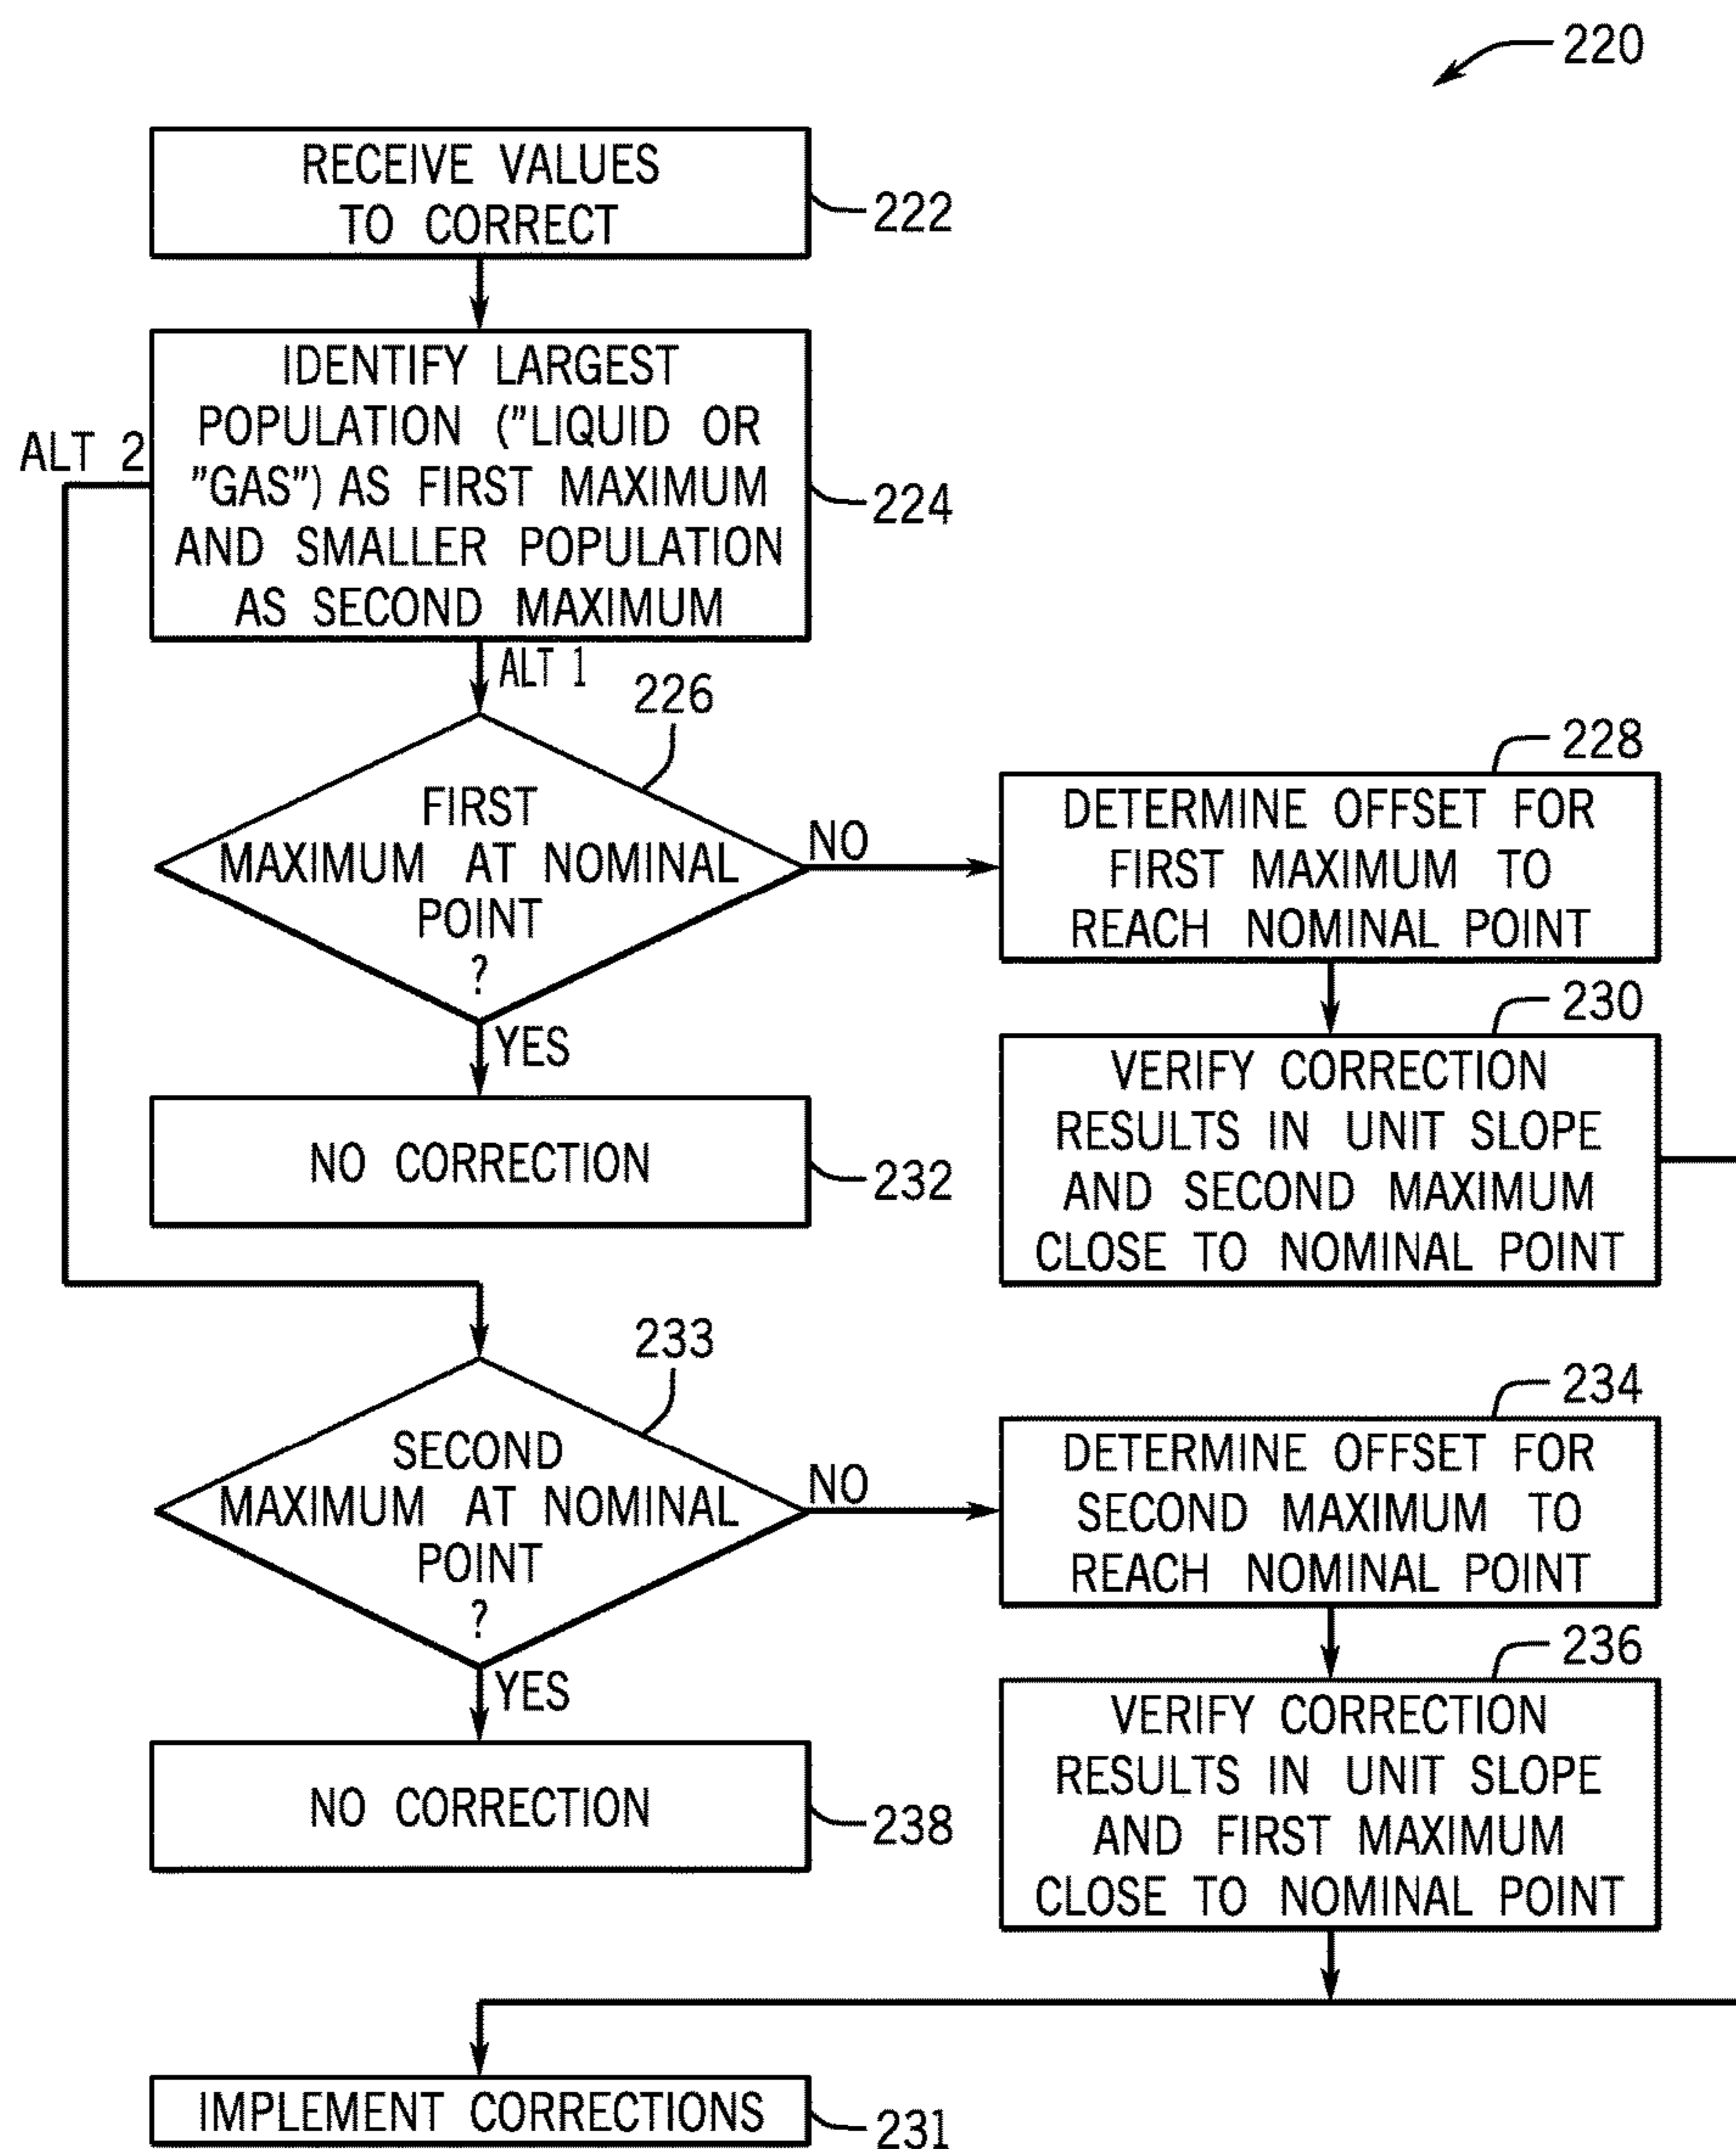 220
RECEIVE VALUES
TO CORRECT
222
IDENTIFY LARGEST
POPULATION ("LIQUID OR
"GAS") AS FIRST MAXIMUM
AND SMALLER POPULATION
AS SECOND MAXIMUM
224
ALT 2
ALT 1
226
FIRST
MAXIMUM AT NOMINAL
POINT
?
NO
YES
228
DETERMINE OFFSET FOR
FIRST MAXIMUM TO
REACH NOMINAL POINT
230
VERIFY CORRECTION
RESULTS IN UNIT SLOPE
AND SECOND MAXIMUM
CLOSE TO NOMINAL POINT
NO CORRECTION
232
233
SECOND
MAXIMUM AT NOMINAL
POINT
?
NO
YES
234
DETERMINE OFFSET FOR
SECOND MAXIMUM TO
REACH NOMINAL POINT
236
VERIFY CORRECTION
RESULTS IN UNIT SLOPE
AND FIRST MAXIMUM
CLOSE TO NOMINAL POINT
NO CORRECTION
238
IMPLEMENT CORRECTIONS
231